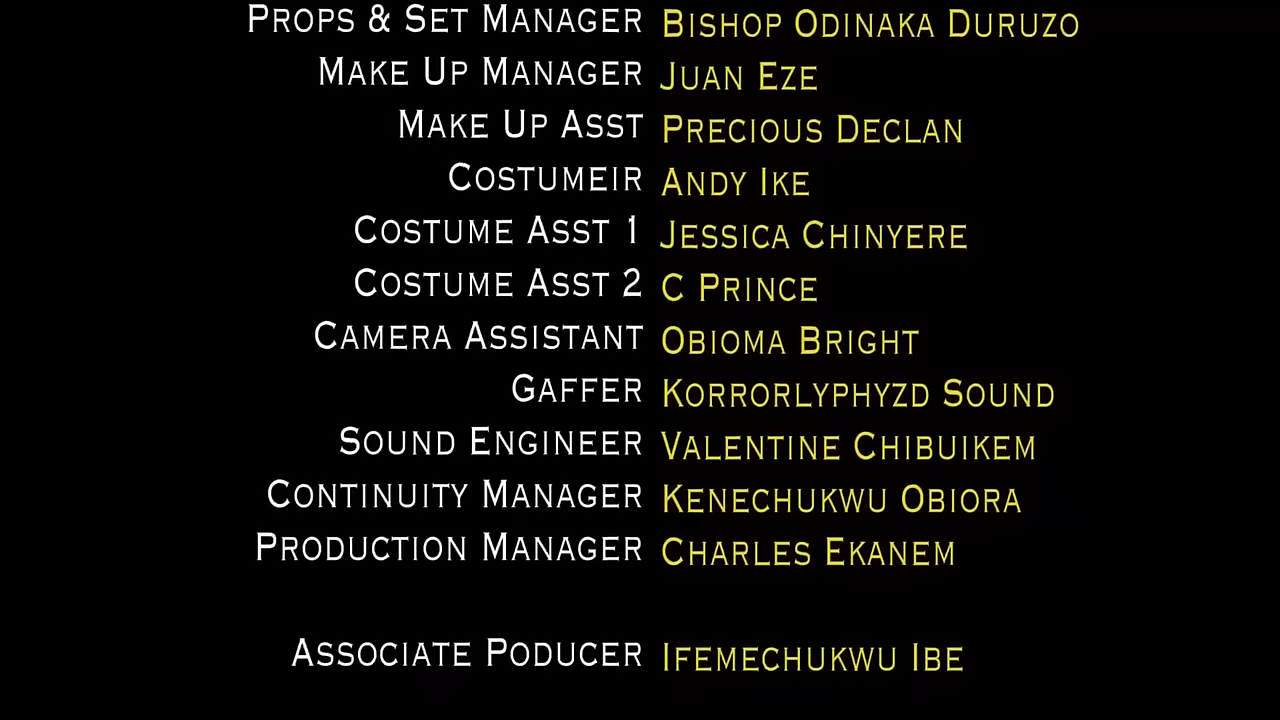 Props & Set Manager Bishop Odinaka Duruzo
Make Up Manager Juan Eze
Make Up Asst Precious Declan
Costumeir Andy Ike
Costume Asst 1 Jessica Chinyere
Costume Asst 2 C Prince
Camera Assistant Obioma Bright
Gaffer Korrorlyphyzd Sound
Sound Engineer Valentine Chibuikem
Continuity Manager Kenechukwu Obiora
Production Manager Charles Ekanem
Associate Poducer Ifemechukwu Ibe